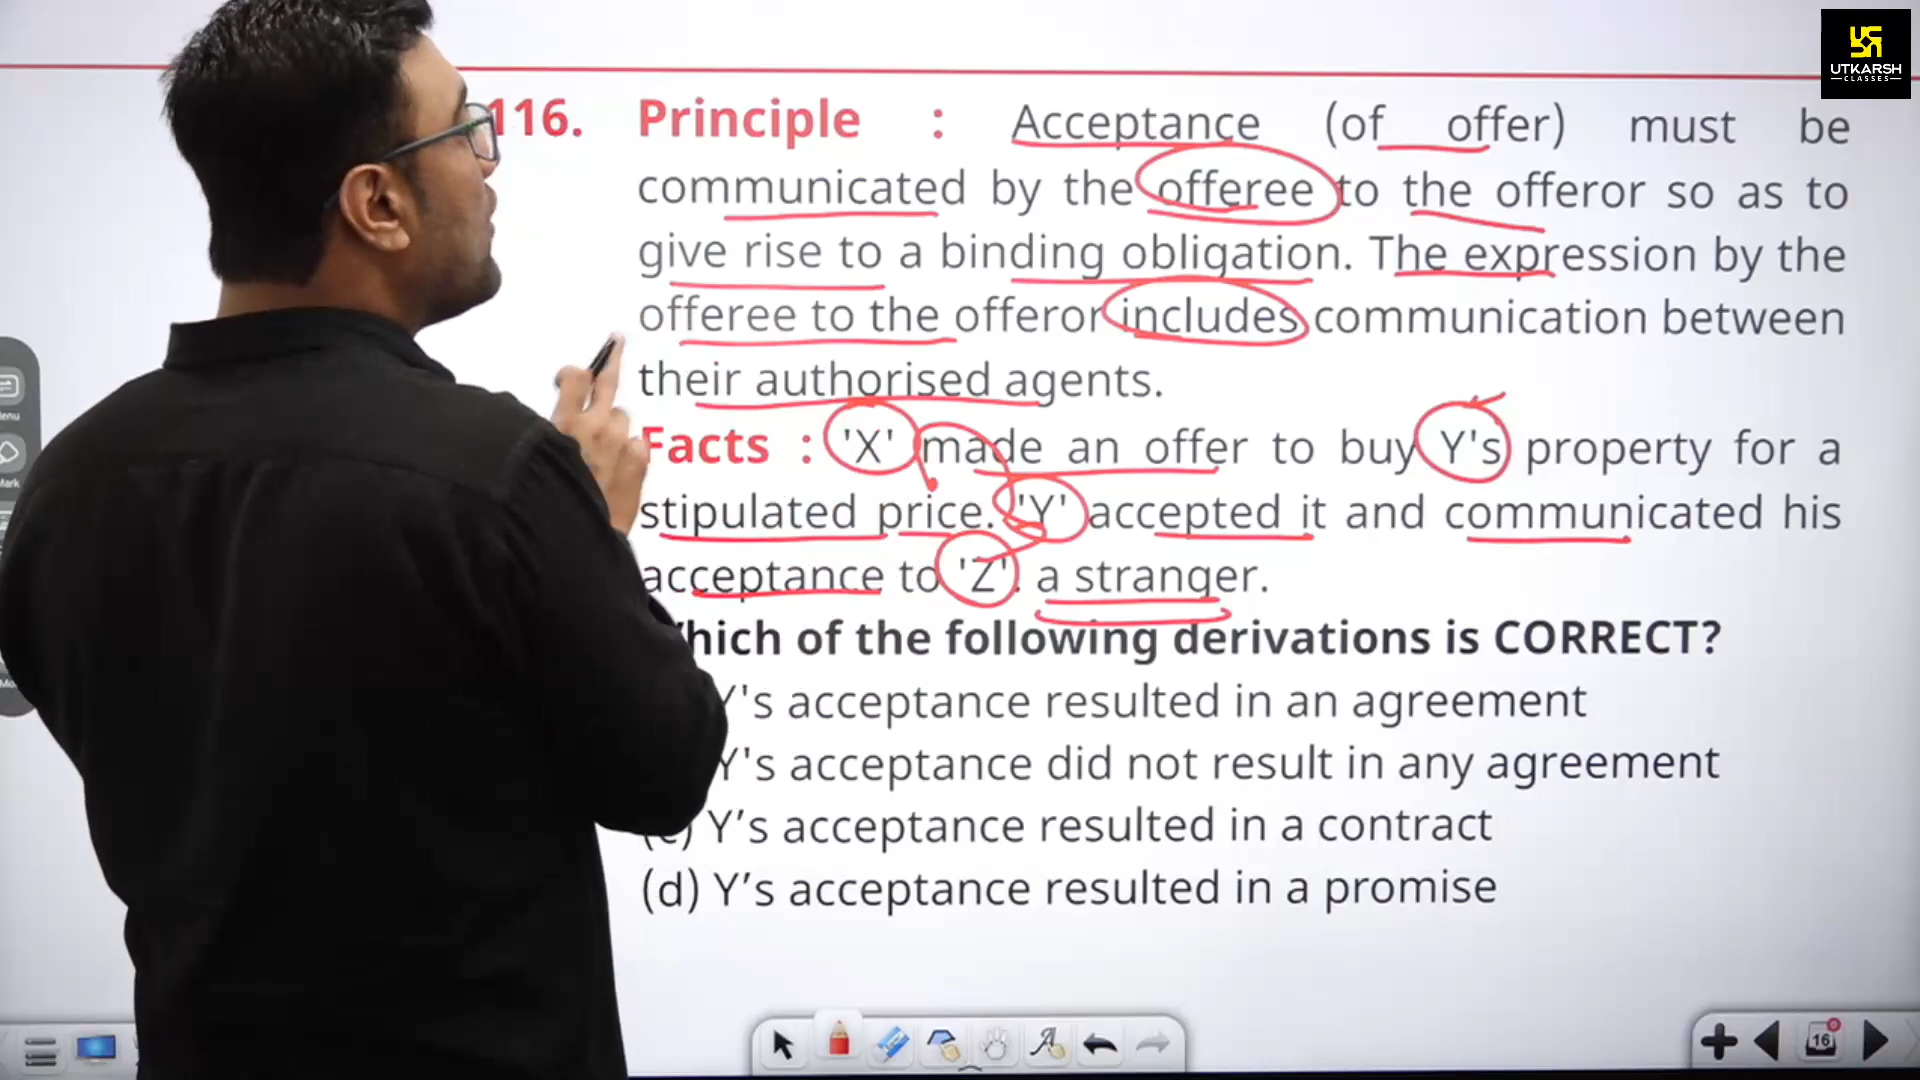 UTKARSH
CLASSES
116. Principle : Acceptance (of offer) must be
communicated by the offeree to the offeror so as to
give rise to a binding obligation. The expression by the
offeree to the offeror includes communication between
their authorised agents.
Facts : 'X' made an offer to buy Y's property for a
stipulated price. 'Y' accepted it and communicated his
acceptance to 'Z'. a stranger.
hich of the following derivations is CORRECT?
Y's acceptance resulted in an agreement
Y's acceptance did not result in any agreement
(c) Y’s acceptance resulted in a contract
(d) Y’s acceptance resulted in a promise
Mark
16